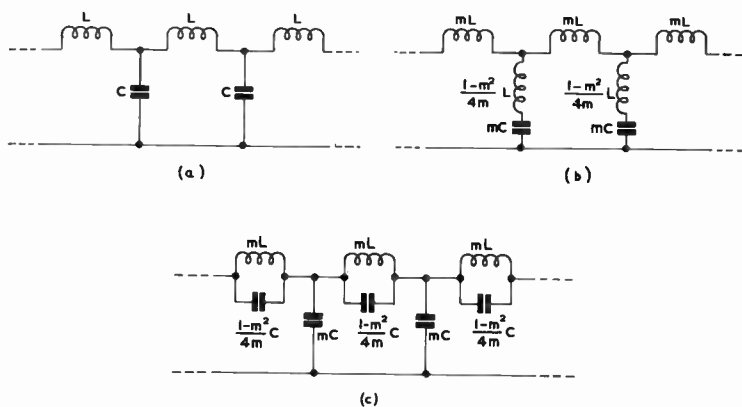 L L L
C C
(a)
mL mL mL
1-m²/4m L 1-m²/4m L
mC mC
(b)
mL mL mL
1-m²/4m C mC 1-m²/4m C mC 1-m²/4m C
(c)